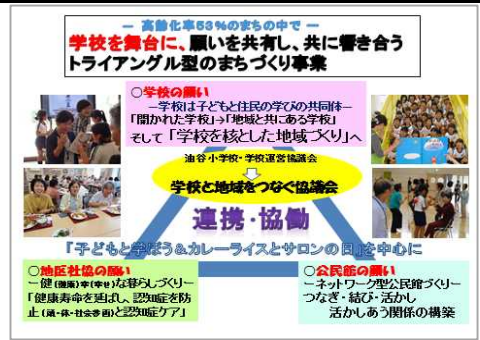 － 高齢化率53％のまちの中で －
学校を舞台に、願いを共有し、共に響き合う
トライアングル型のまちづくり事業
○学校の願い
－学校は子どもと住民の学びの共同体－
「開かれた学校」→「地域と共にある学校」
そして「学校を核とした地域づくり」へ
油谷小学校・学校運営協議会
学校と地域をつなぐ協議会
連携・協働
『子どもと学ぼう＆カレーライスとサロンの日』を中心に
○地区社協の願い
－健(健康)幸(幸せ)な暮らしづくり－
「健康寿命を延ばし、認知症を防
止(頭・体・社会参画)と認知症ケア」
○公民館の願い
－ネットワーク型公民館づくり－
つなぎ・結び・活かし
活かしあう関係の構築